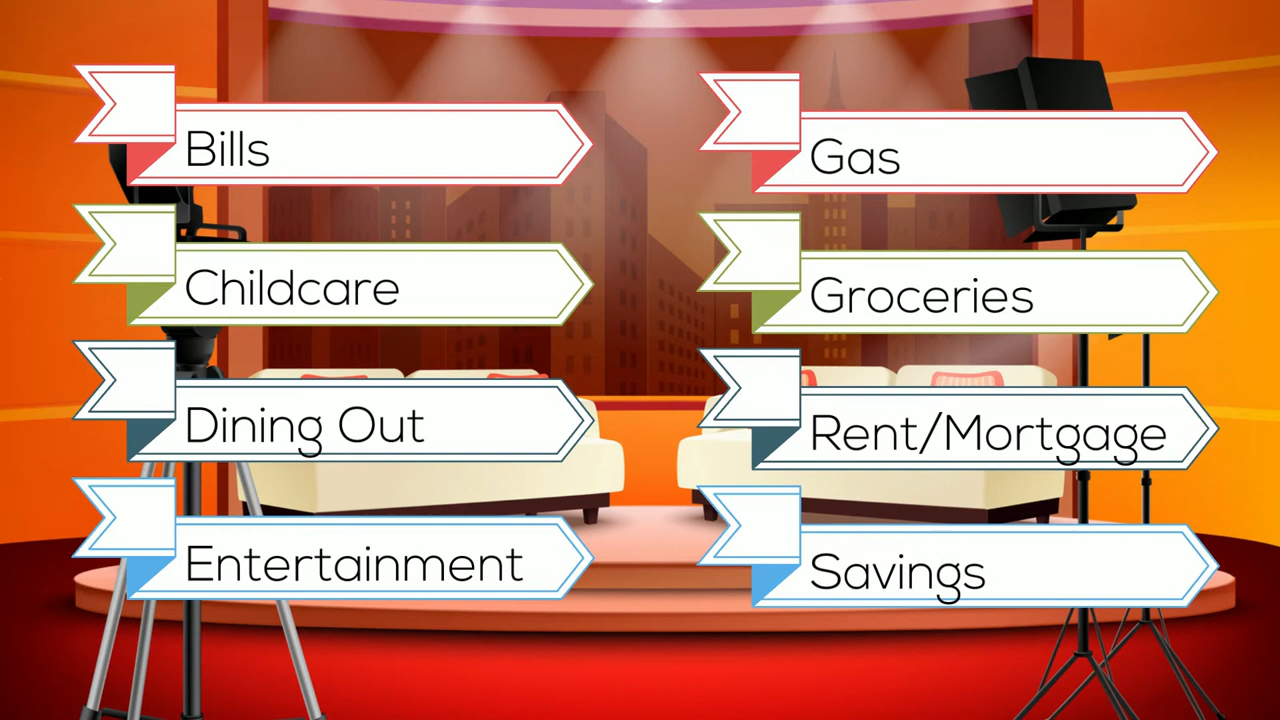 Bills
Childcare
Dining Out
Entertainment
Gas
Groceries
Rent/Mortgage
Savings